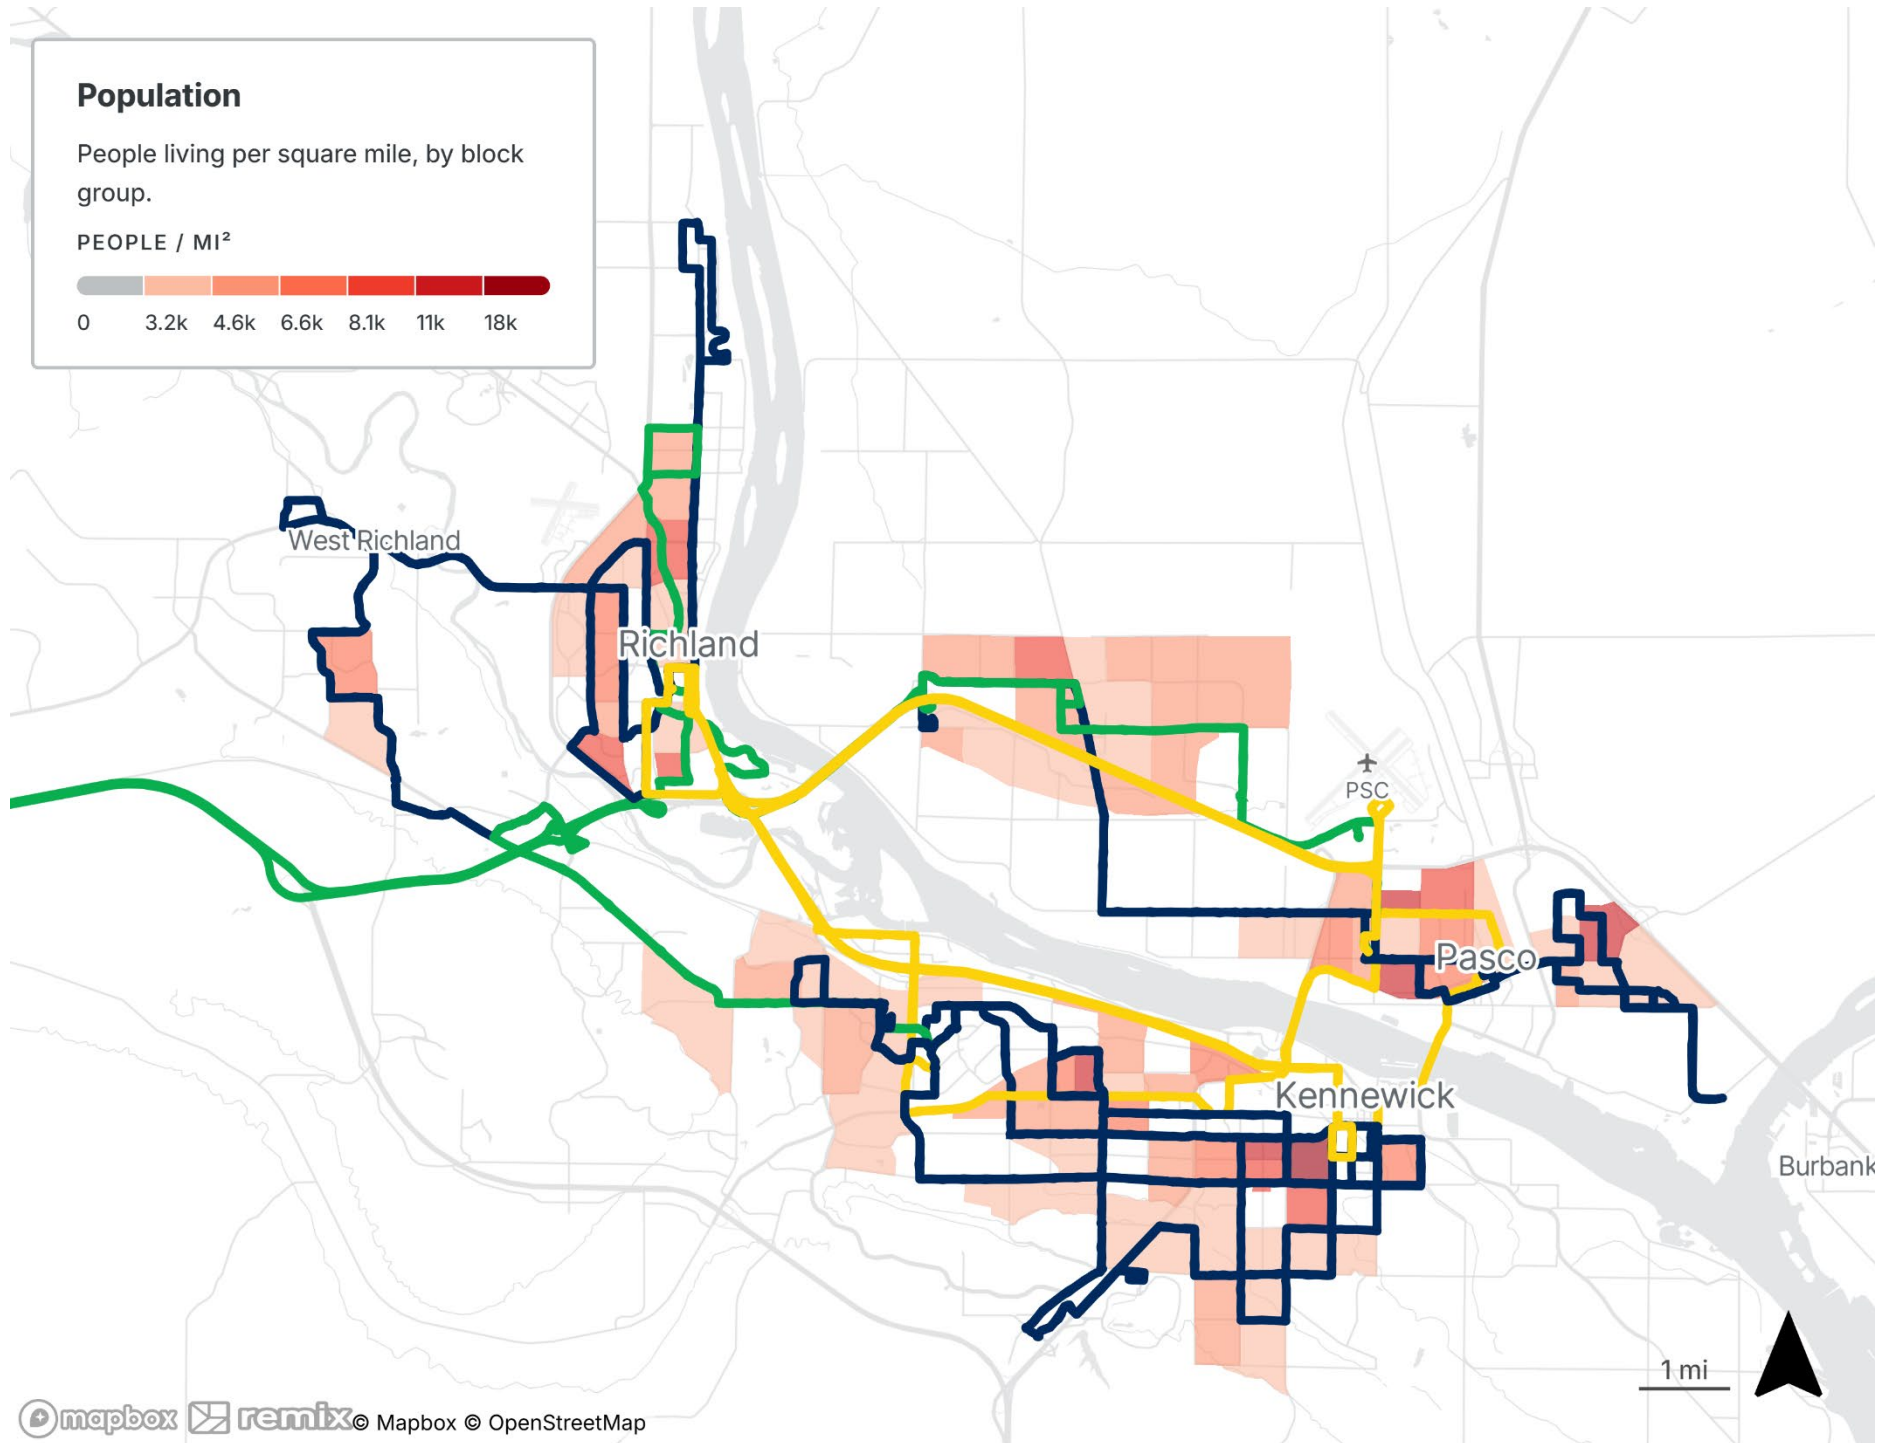 Population
People living per square mile, by block
group.
PEOPLE / MI²
0 3.2k 4.6k 6.6k 8.1k 11k 18k
West Richland
Richland
PSC
Pasco
Kennewick
Burbank
1 mi
mapbox remix © Mapbox © OpenStreetMap